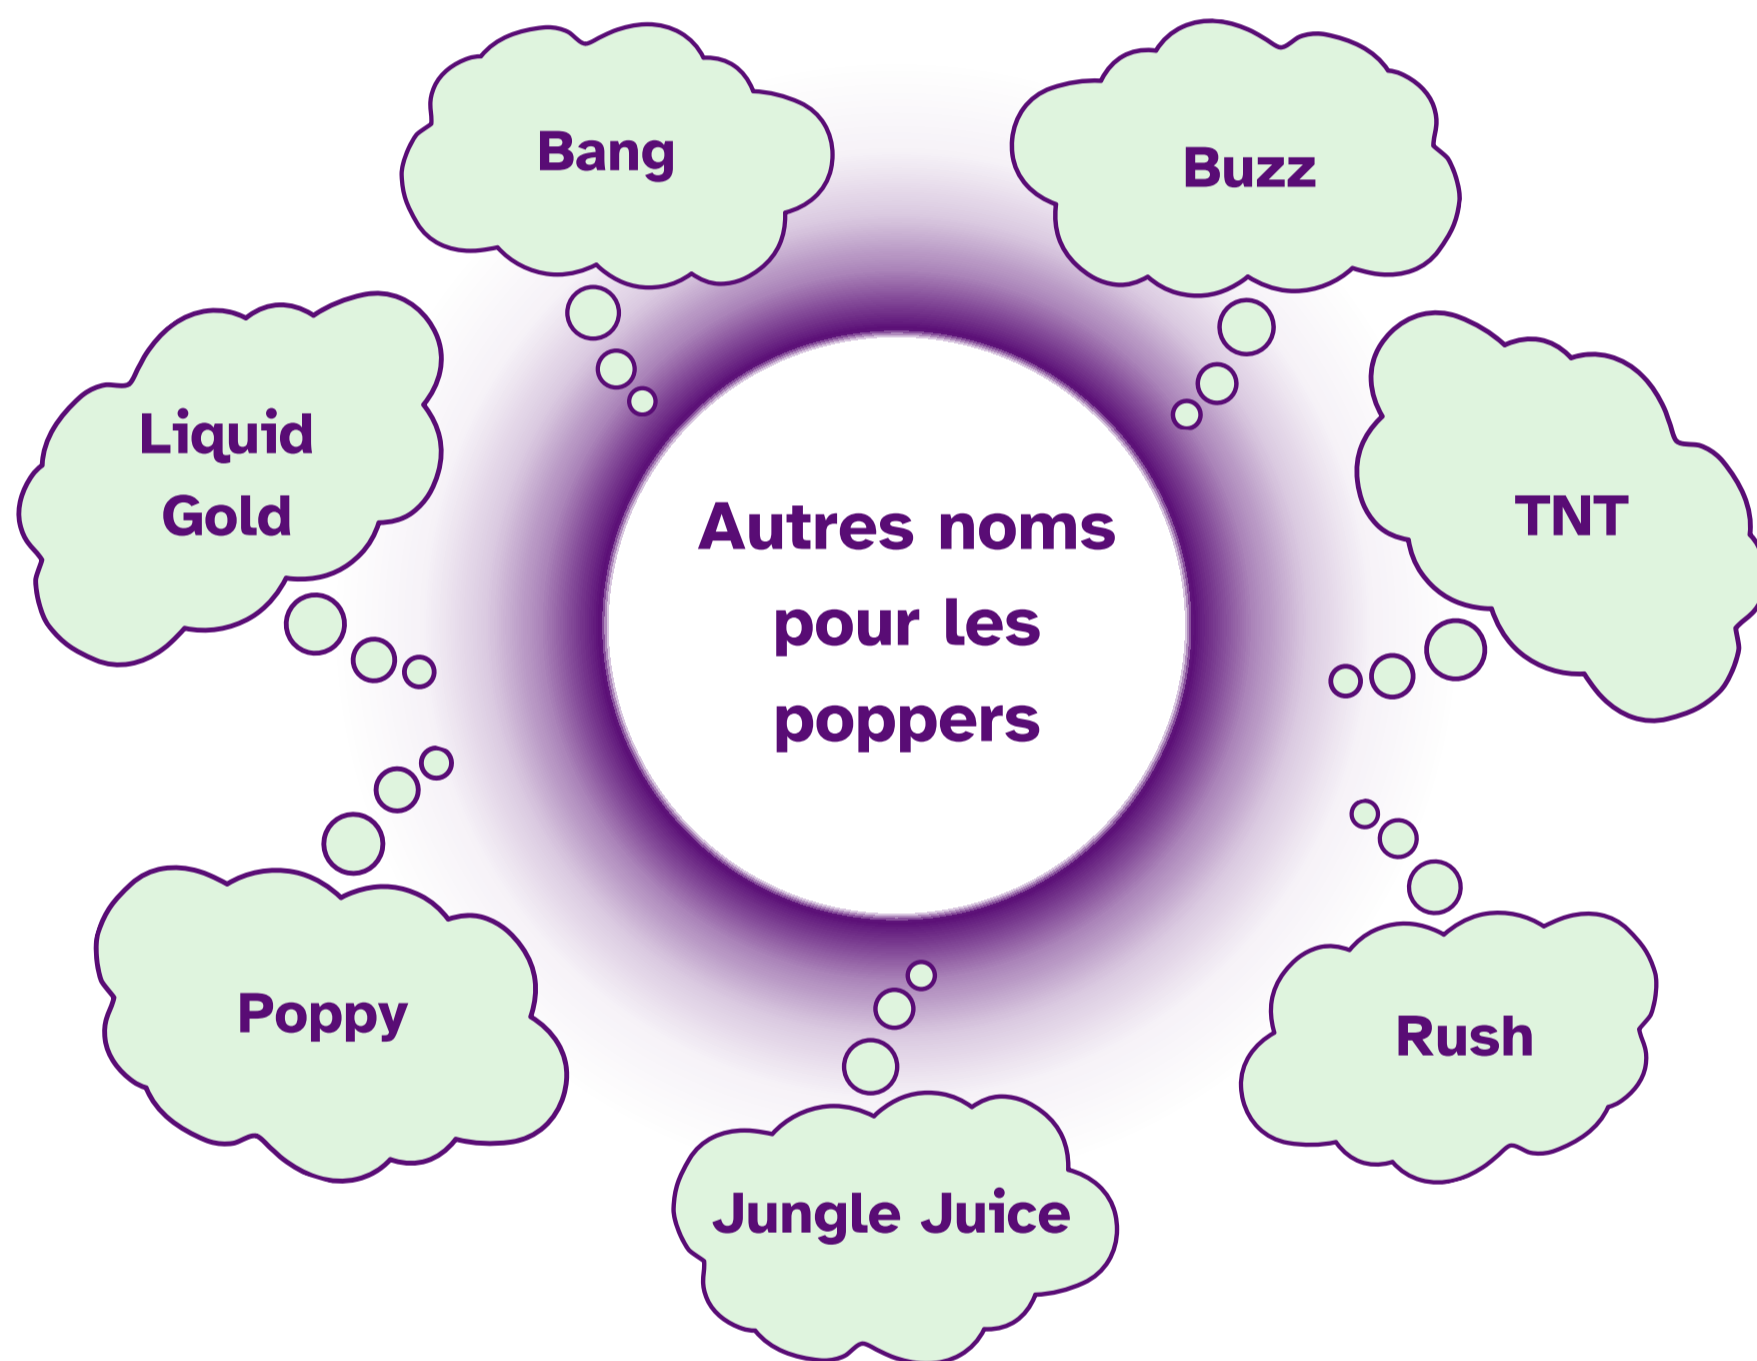 Bang
Buzz
Liquid
Gold
TNT
Autres noms
pour les
poppers
Poppy
Rush
Jungle Juice